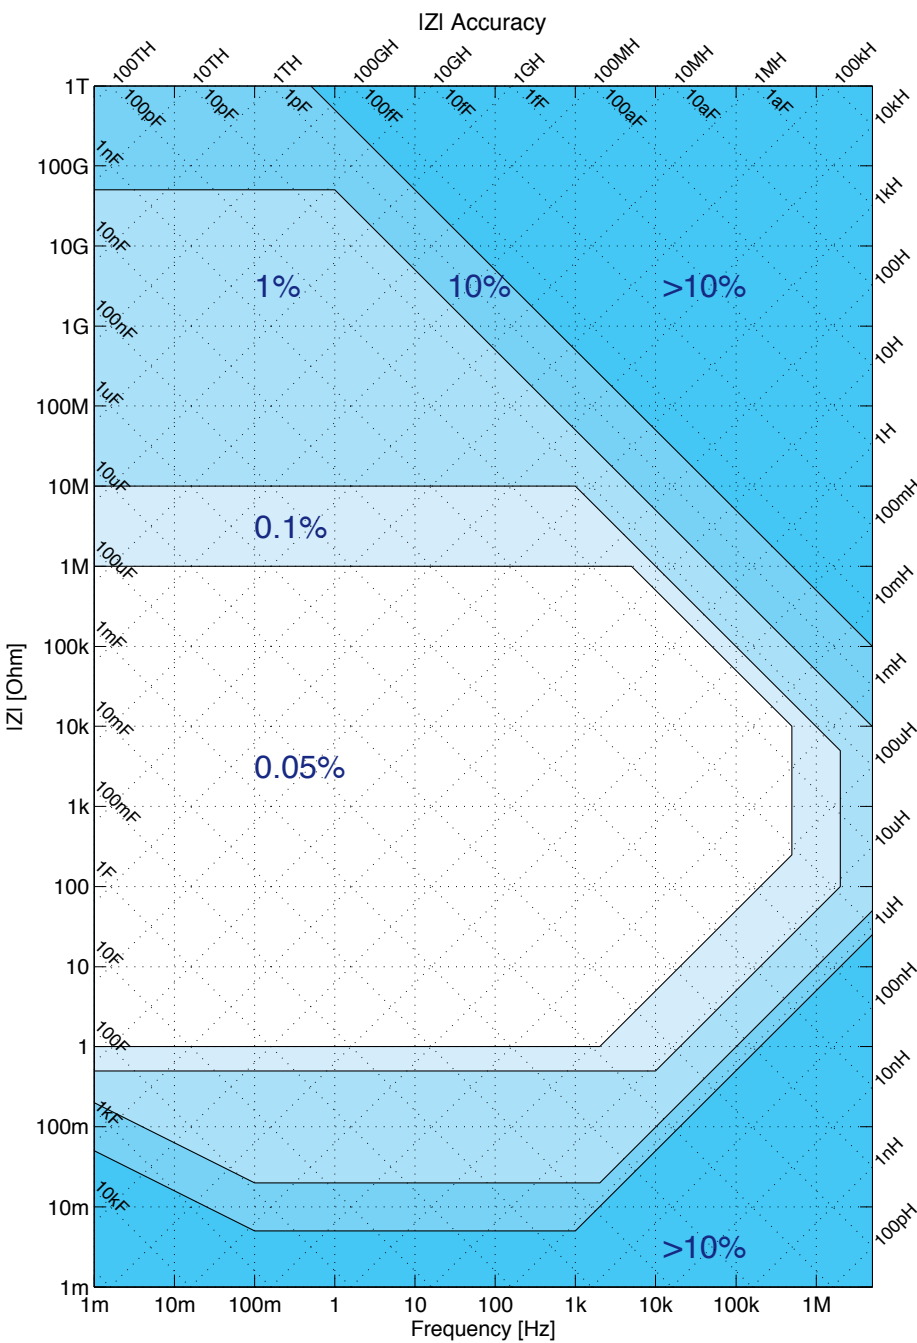 |Z| Accuracy
100TH 10TH 1TH 100GH 10GH 1GH 100MH 10MH 1MH 100kH
1T 100pF 10pF 1pF 100fF 10fF 1fF 100aF 10aF 1aF 10kH
1nF
100G 1kH
10nF
10G 100H
1% 10% >10%
100nF
1G 10H
1uF
100M 1H
10uF
10M 100mH
0.1%
100uF
1M 10mH
1mF
100k 1mH
|Z| [Ohm]
10mF
10k 100uH
0.05%
100mF
1k 10uH
1F
100 1uH
10F
10 100nH
100F
1 10nH
1kF
100m 1nH
10kF
10m 100pH
>10%
1m
1m 10m 100m 1 10 100 1k 10k 100k 1M
Frequency [Hz]